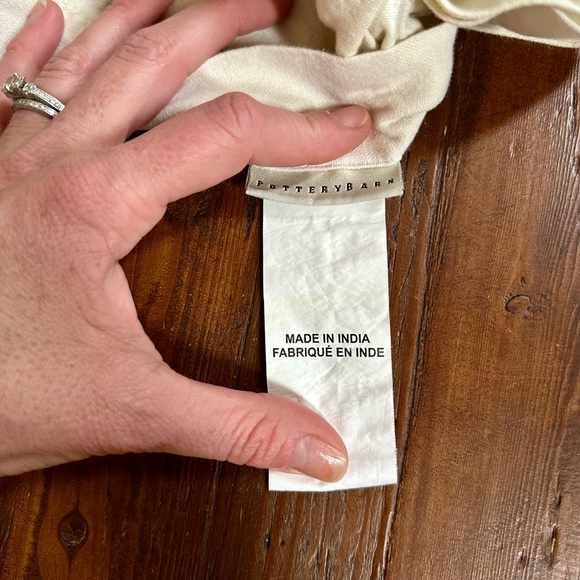 POTTERYBARN
MADE IN INDIA
FABRIQUÉ EN INDE